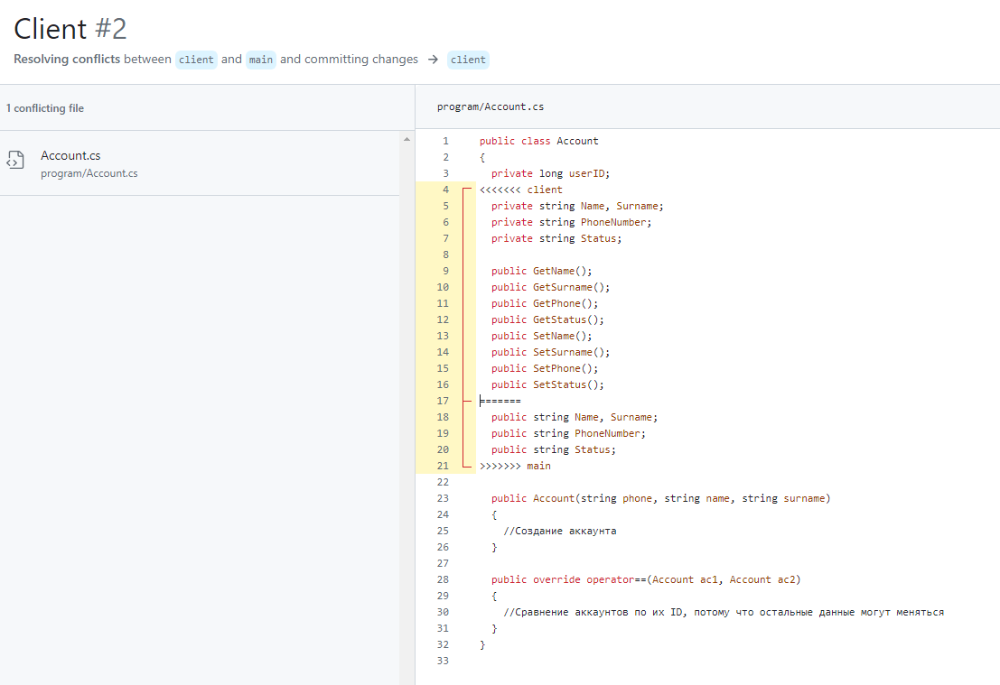 Client #2
Resolving conflicts between client and main and committing changes → client
1 conflicting file
Account.cs
program/Account.cs
program/Account.cs
1 public class Account
2 {
3 private long userID;
4 <<<<<<< client
5 private string Name, Surname;
6 private string PhoneNumber;
7 private string Status;
8
9 public GetName();
10 public GetSurname();
11 public GetPhone();
12 public GetStatus();
13 public SetName();
14 public SetSurname();
15 public SetPhone();
16 public SetStatus();
17 =======
18 public string Name, Surname;
19 public string PhoneNumber;
20 public string Status;
21 >>>>>>> main
22
23 public Account(string phone, string name, string surname)
24 {
25 //Создание аккаунта
26 }
27
28 public override operator==(Account ac1, Account ac2)
29 {
30 //Сравнение аккаунтов по их ID, потому что остальные данные могут меняться
31 }
32 }
33